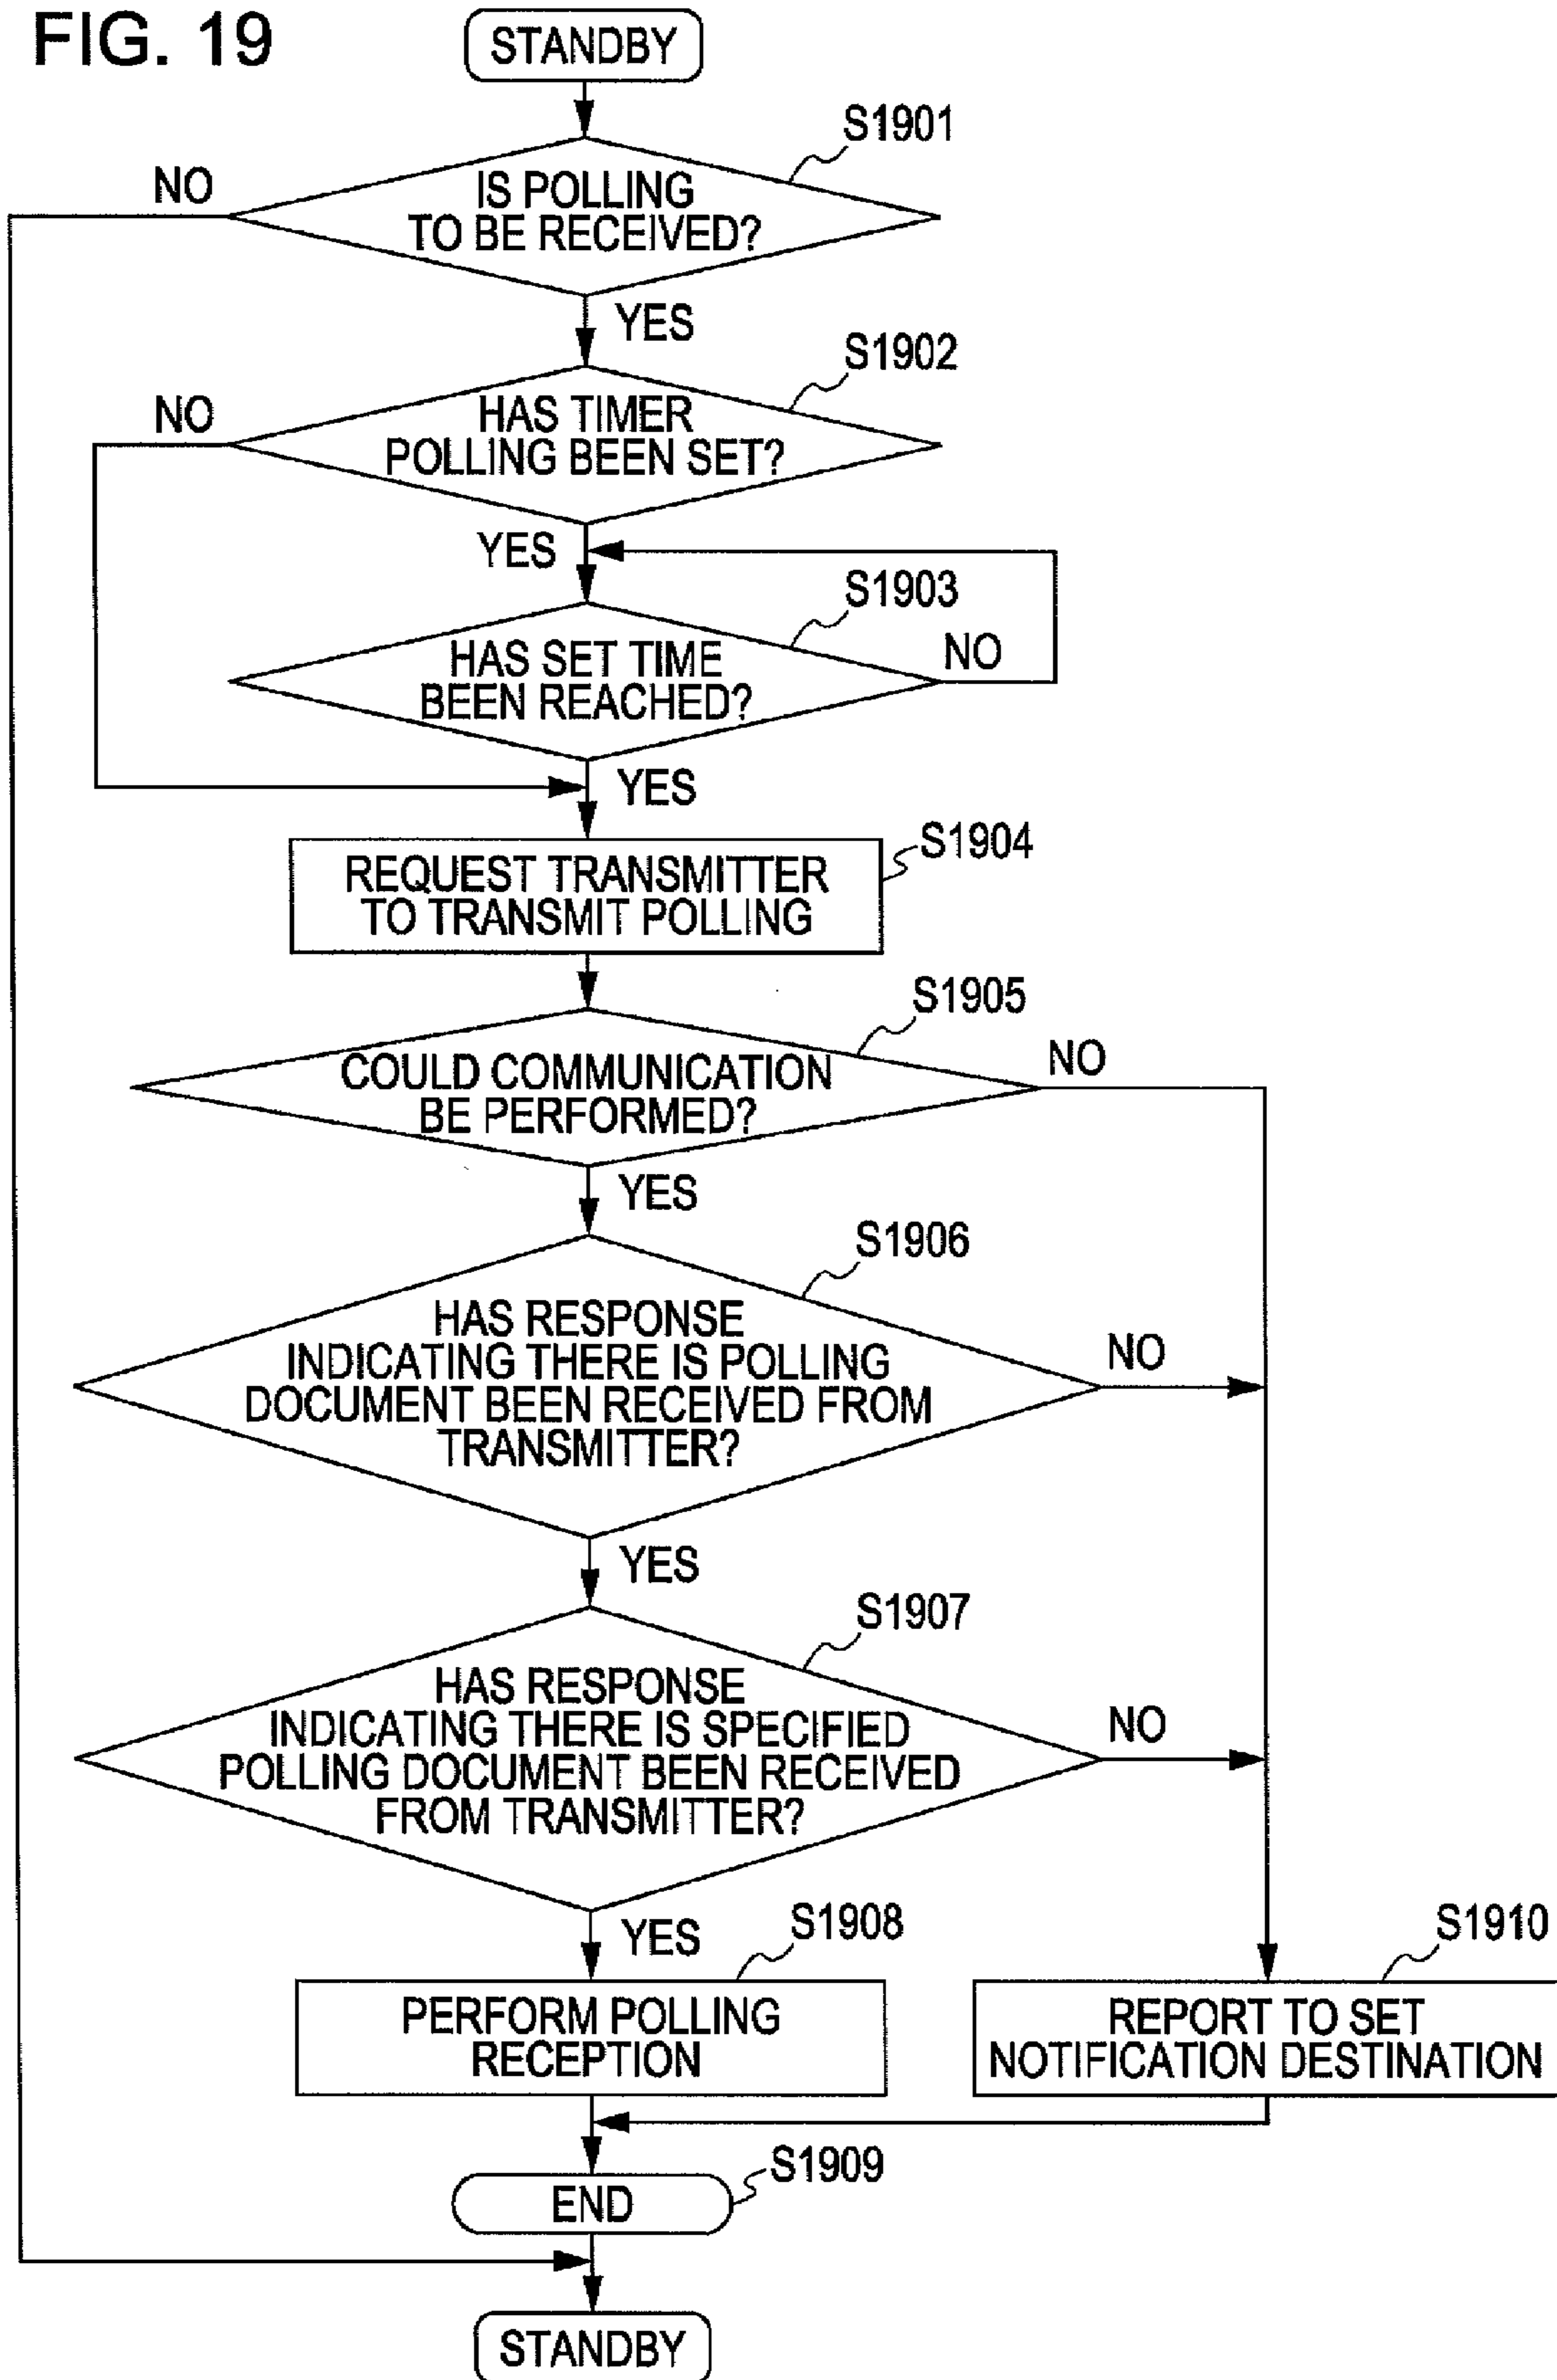 FIG. 19
STANDBY
S1901
NO
IS POLLING
TO BE RECEIVED?
YES
S1902
NO
HAS TIMER
POLLING BEEN SET?
YES
S1903
HAS SET TIME
BEEN REACHED?
NO
YES
S1904
REQUEST TRANSMITTER
TO TRANSMIT POLLING
S1905
COULD COMMUNICATION
BE PERFORMED?
NO
YES
S1906
HAS RESPONSE
INDICATING THERE IS POLLING
DOCUMENT BEEN RECEIVED FROM
TRANSMITTER?
NO
YES
S1907
HAS RESPONSE
INDICATING THERE IS SPECIFIED
POLLING DOCUMENT BEEN RECEIVED
FROM TRANSMITTER?
NO
YES
S1908
PERFORM POLLING
RECEPTION
S1910
REPORT TO SET
NOTIFICATION DESTINATION
S1909
END
STANDBY